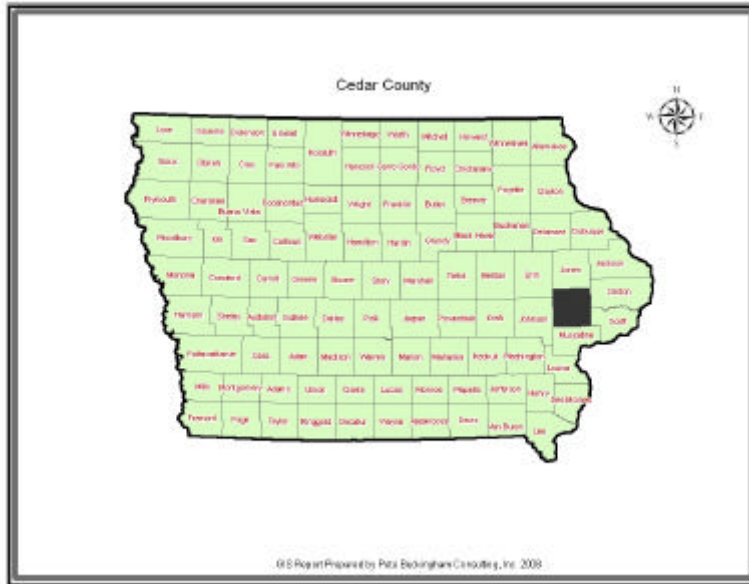 Cedar County
N
W E
S
Lyon Osceola Dickinson Emmet Winnebago Worth Mitchell Howard Winneshiek Allamakee
Kossuth
Sioux Obrien Clay Palo Alto Hancock Cerro Gordo Floyd Chickasaw
Plymouth Cherokee Buena Vista Pocahontas Humboldt Wright Franklin Butler Bremer Fayette Clayton
Woodbury Ida Sac Calhoun Webster Hamilton Hardin Grundy Black Hawk Buchanan Delaware Dubuque
Monona Crawford Carroll Greene Boone Story Marshall Tama Benton Linn Jones Jackson
Clinton
Harrison Shelby Audubon Guthrie Dallas Polk Jasper Poweshiek Iowa Johnson Scott
Muscatine
Pottawattamie Cass Adair Madison Warren Marion Mahaska Keokuk Washington
Louisa
Mills Montgomery Adams Union Clarke Lucas Monroe Wapello Jefferson Henry Des Moines
Fremont Page Taylor Ringgold Decatur Wayne Appanoose Davis Van Buren Lee
GIS Report Prepared by Pete Buckingham Consulting, Inc. 2008